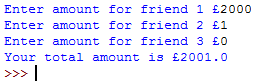 Enter amount for friend 1 £2000
Enter amount for friend 2 £1
Enter amount for friend 3 £0
Your total amount is £2001.0
>>>